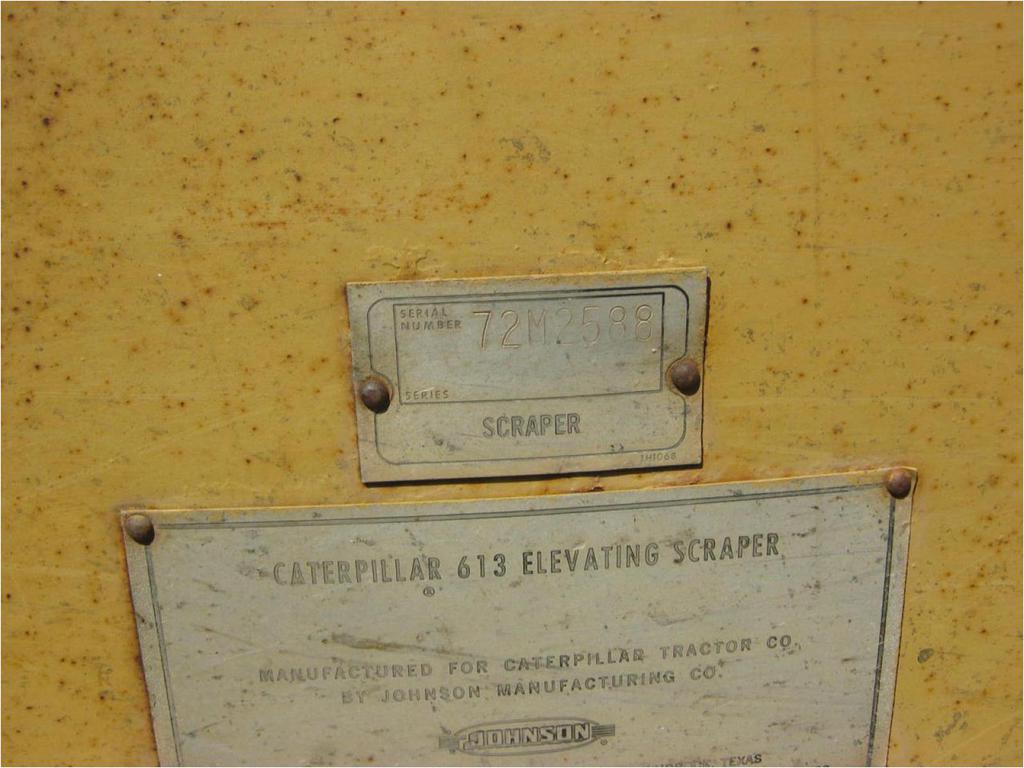 SERIAL
NUMBER 72M2588
SERIES
SCRAPER
1H1068
CATERPILLAR 613 ELEVATING SCRAPER
®
MANUFACTURED FOR CATERPILLAR TRACTOR CO.
BY JOHNSON MANUFACTURING CO.
JOHNSON ®
TEXAS